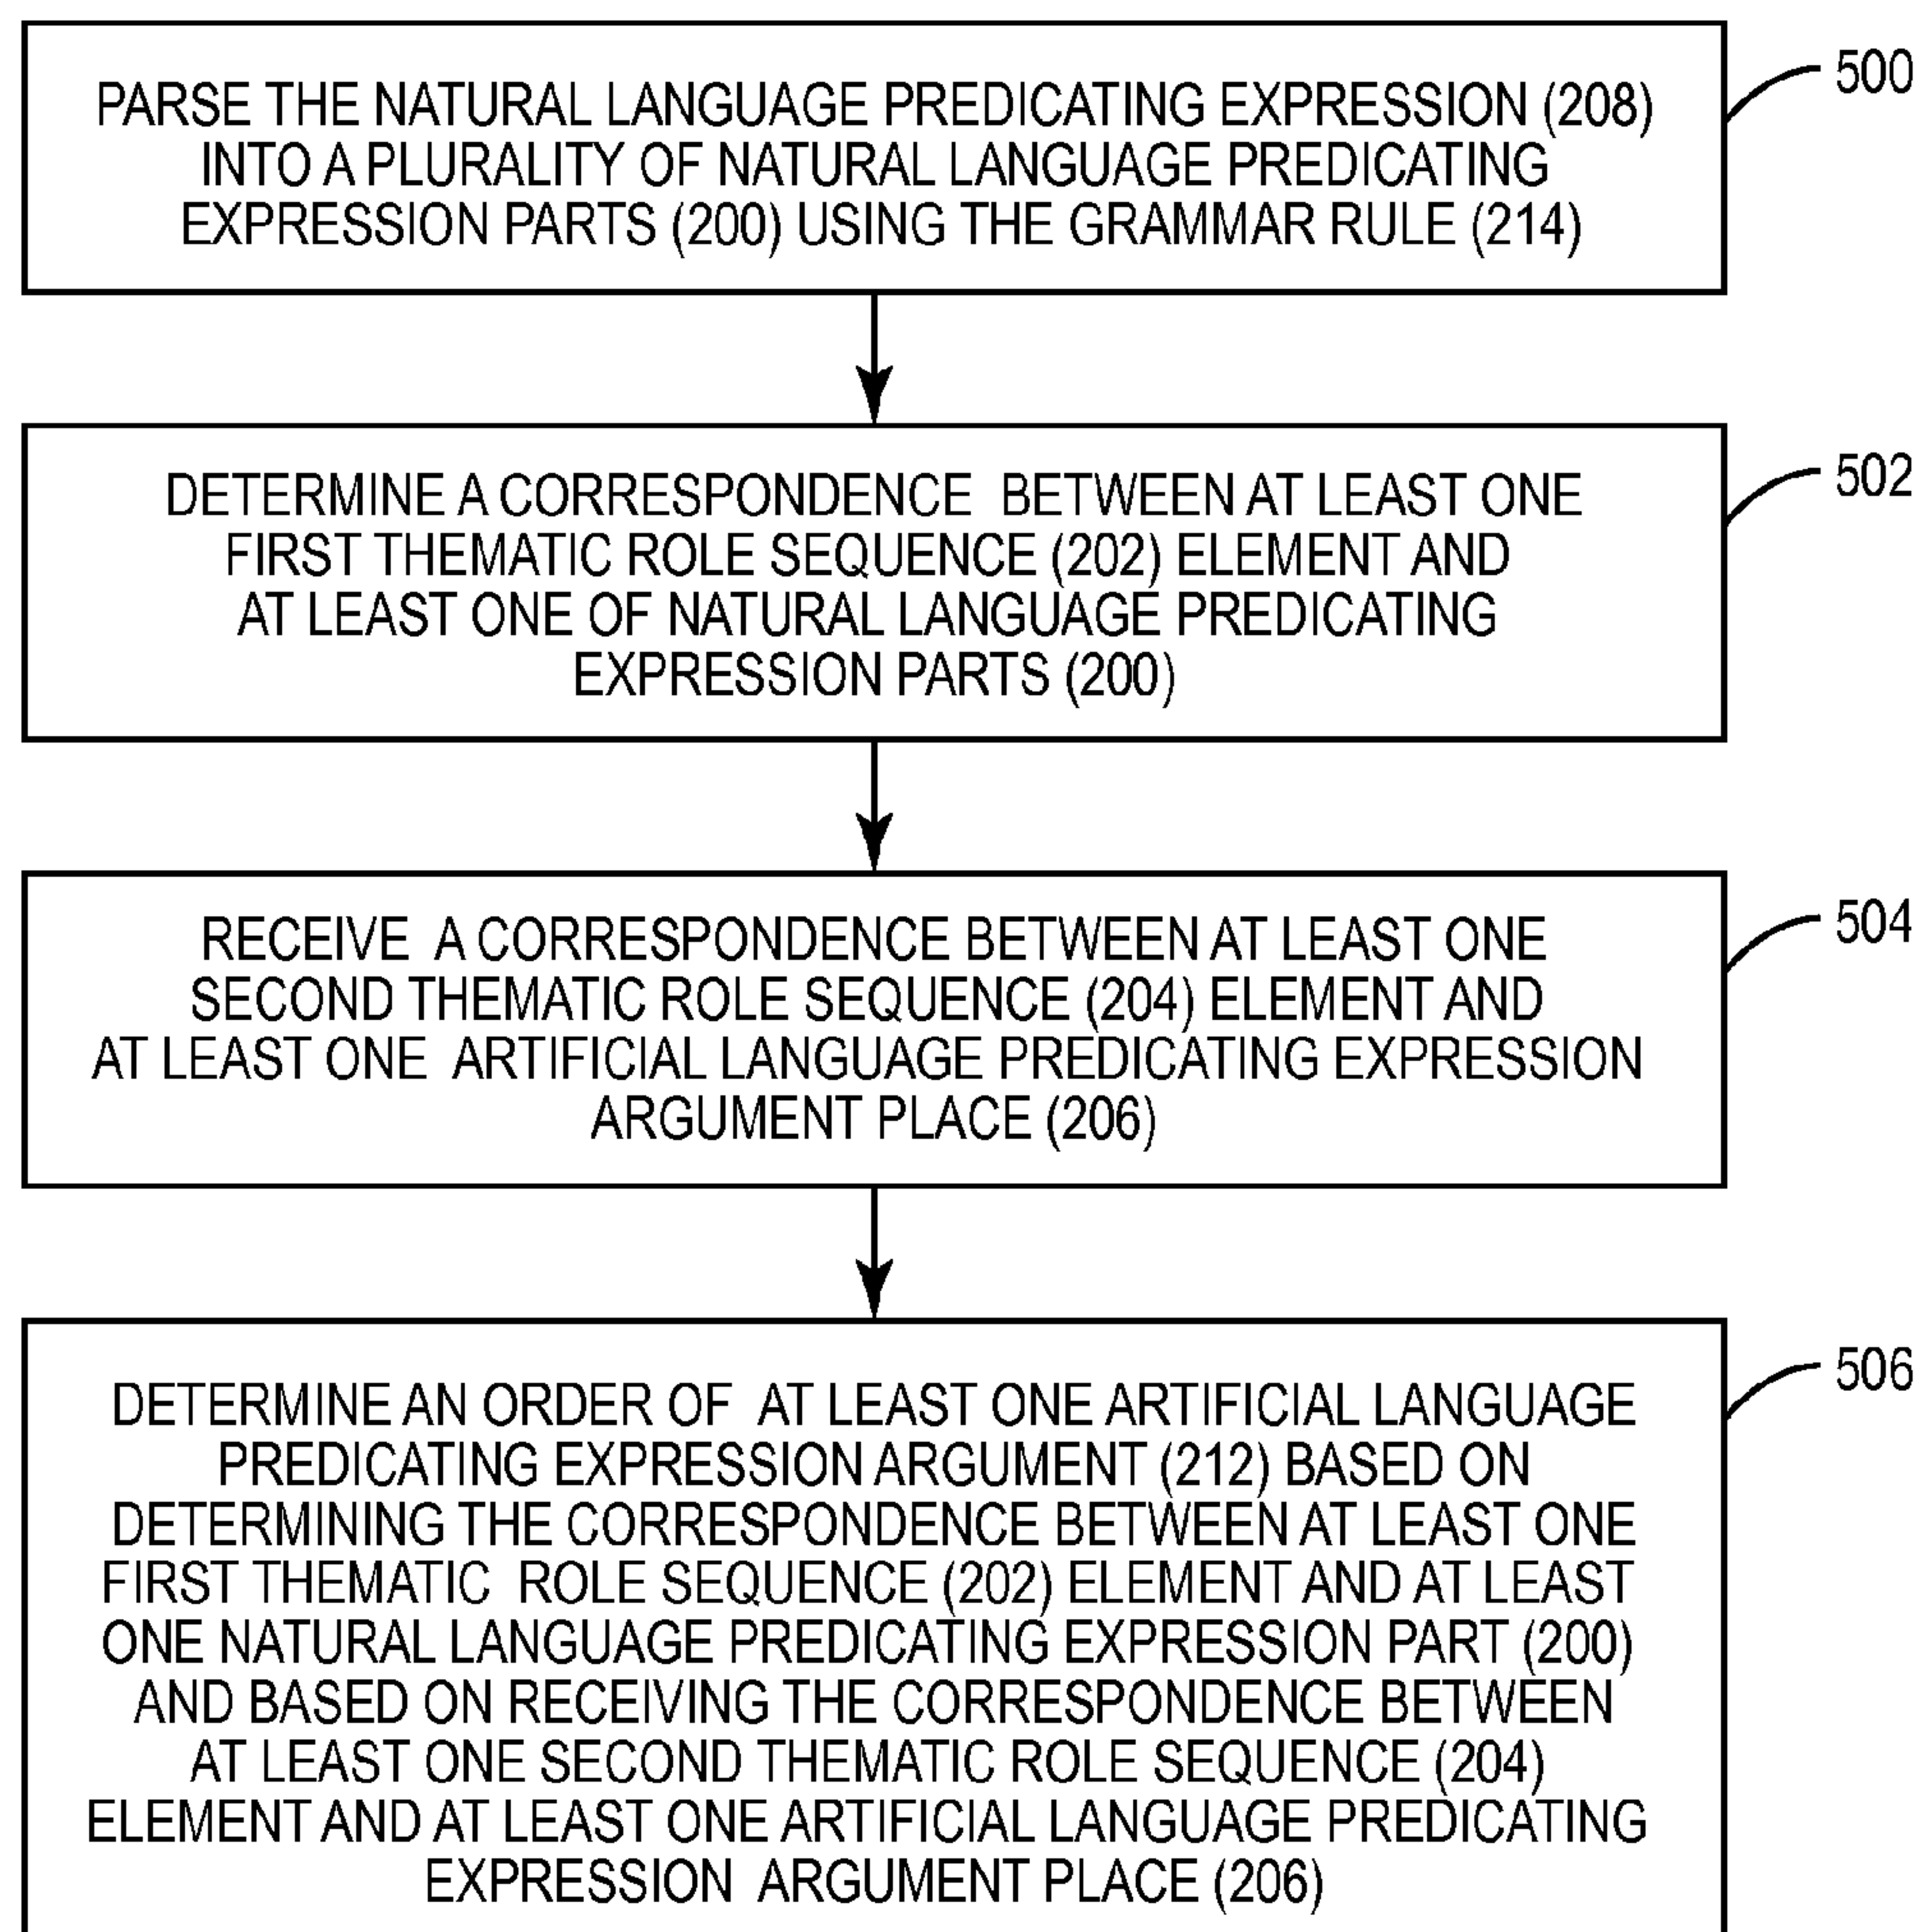 PARSE THE NATURAL LANGUAGE PREDICATING EXPRESSION (208)
INTO A PLURALITY OF NATURAL LANGUAGE PREDICATING
EXPRESSION PARTS (200) USING THE GRAMMAR RULE (214)
500
DETERMINE A CORRESPONDENCE BETWEEN AT LEAST ONE
FIRST THEMATIC ROLE SEQUENCE (202) ELEMENT AND
AT LEAST ONE OF NATURAL LANGUAGE PREDICATING
EXPRESSION PARTS (200)
502
RECEIVE A CORRESPONDENCE BETWEEN AT LEAST ONE
SECOND THEMATIC ROLE SEQUENCE (204) ELEMENT AND
AT LEAST ONE ARTIFICIAL LANGUAGE PREDICATING EXPRESSION
ARGUMENT PLACE (206)
504
DETERMINE AN ORDER OF AT LEAST ONE ARTIFICIAL LANGUAGE
PREDICATING EXPRESSION ARGUMENT (212) BASED ON
DETERMINING THE CORRESPONDENCE BETWEEN AT LEAST ONE
FIRST THEMATIC ROLE SEQUENCE (202) ELEMENT AND AT LEAST
ONE NATURAL LANGUAGE PREDICATING EXPRESSION PART (200)
AND BASED ON RECEIVING THE CORRESPONDENCE BETWEEN
AT LEAST ONE SECOND THEMATIC ROLE SEQUENCE (204)
ELEMENT AND AT LEAST ONE ARTIFICIAL LANGUAGE PREDICATING
EXPRESSION ARGUMENT PLACE (206)
506